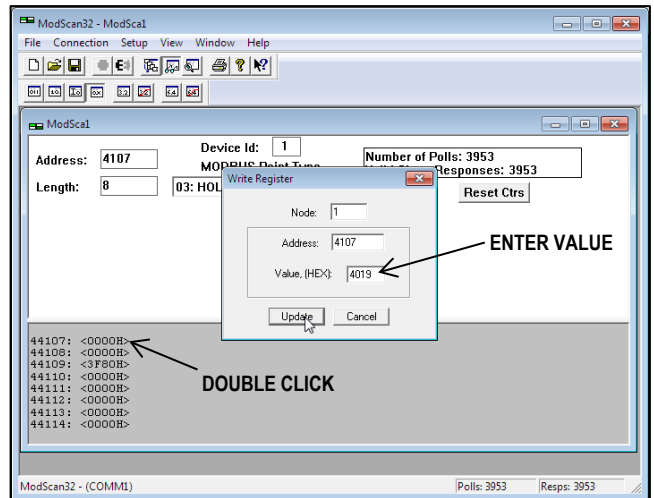 ModScan32 - ModSca1
File Connection Setup View Window Help
ModSca1
Address: 4107
Device Id: 1
MODBUS Point Type
Number of Polls: 3953
Responses: 3953
Length: 8
03: HOL
Reset Ctrs
Write Register
Node: 1
Address: 4107
Value, (HEX): 4019
Update Cancel
ENTER VALUE
44107: <0000H>
44108: <0000H>
44109: <3F80H>
44110: <0000H>
44111: <0000H>
44112: <0000H>
44113: <0000H>
44114: <0000H>
DOUBLE CLICK
ModScan32 - (COMM1)
Polls: 3953
Resps: 3953